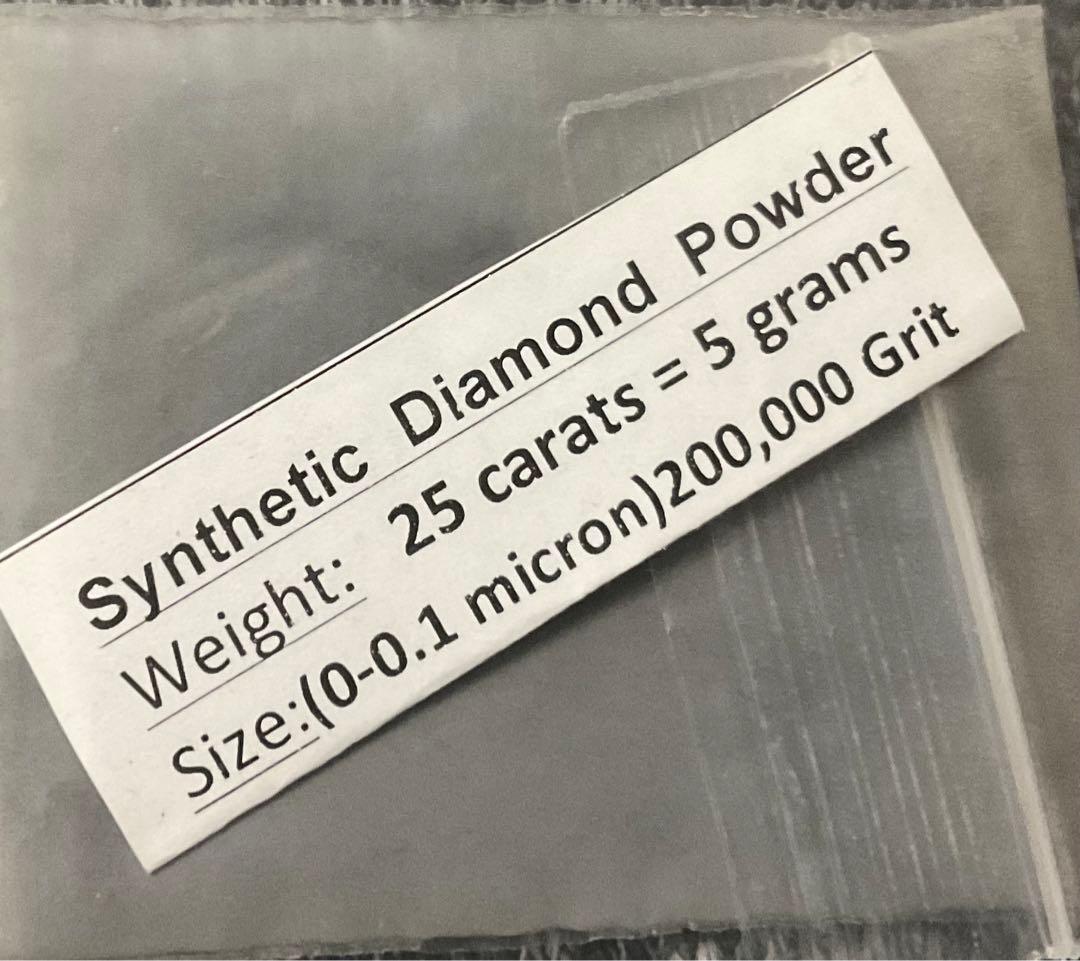 Synthetic Diamond Powder
Weight: 25 carats = 5 grams
Size:(0-0.1 micron)200,000 Grit